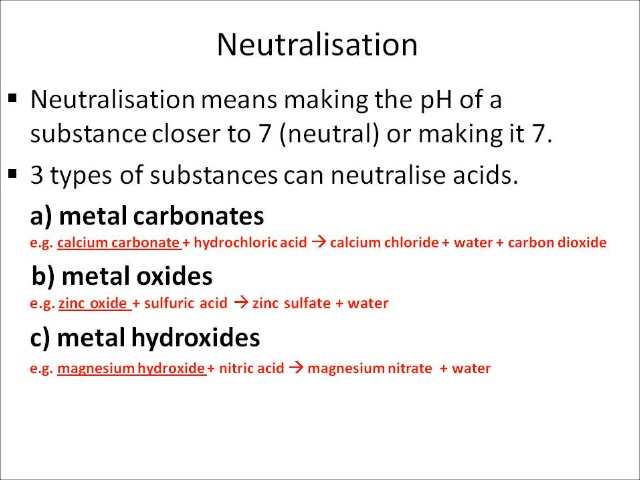 Neutralisation
▪ Neutralisation means making the pH of a
substance closer to 7 (neutral) or making it 7.
▪ 3 types of substances can neutralise acids.
a) metal carbonates
e.g. calcium carbonate + hydrochloric acid → calcium chloride + water + carbon dioxide
b) metal oxides
e.g. zinc oxide + sulfuric acid → zinc sulfate + water
c) metal hydroxides
e.g. magnesium hydroxide + nitric acid → magnesium nitrate + water